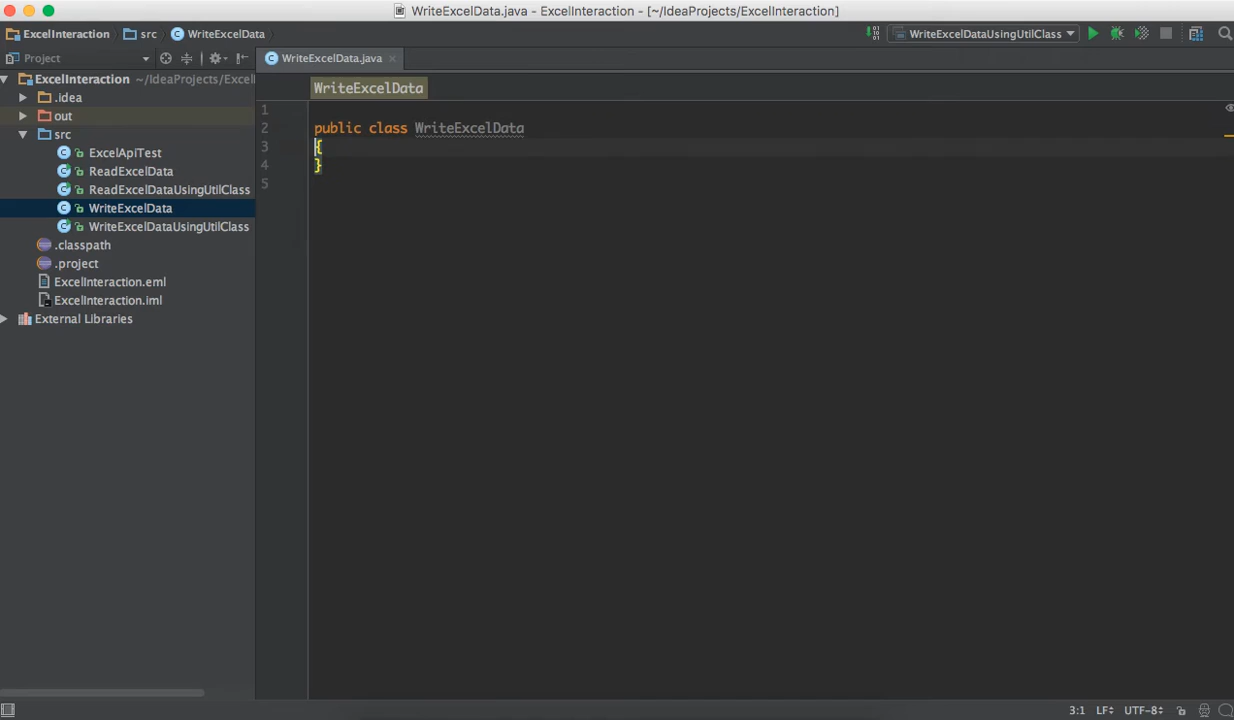 WriteExcelData.java - ExcelInteraction - [~/IdeaProjects/ExcelInteraction]
ExcelInteraction src WriteExcelData WriteExcelDataUsingUtilClass
Project WriteExcelData.java
ExcelInteraction ~/IdeaProjects/Excel
.idea
out
src
ExcelApiTest
ReadExcelData
ReadExcelDataUsingUtilClass
WriteExcelData
WriteExcelDataUsingUtilClass
.classpath
.project
ExcelInteraction.eml
ExcelInteraction.iml
External Libraries
WriteExcelData
1
2 public class WriteExcelData
3 {
4 }
5
3:1 LF UTF-8